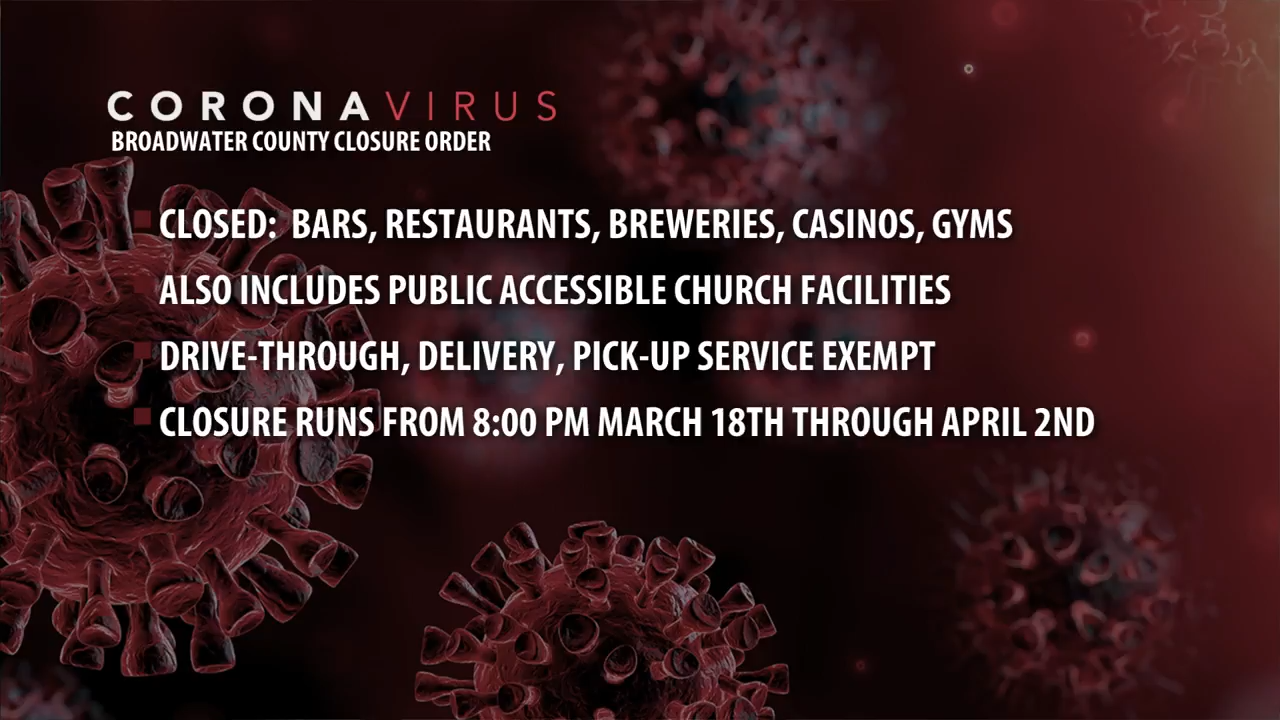 CORONAVIRUS
BROADWATER COUNTY CLOSURE ORDER
CLOSED: BARS, RESTAURANTS, BREWERIES, CASINOS, GYMS
ALSO INCLUDES PUBLIC ACCESSIBLE CHURCH FACILITIES
DRIVE-THROUGH, DELIVERY, PICK-UP SERVICE EXEMPT
CLOSURE RUNS FROM 8:00 PM MARCH 18TH THROUGH APRIL 2ND